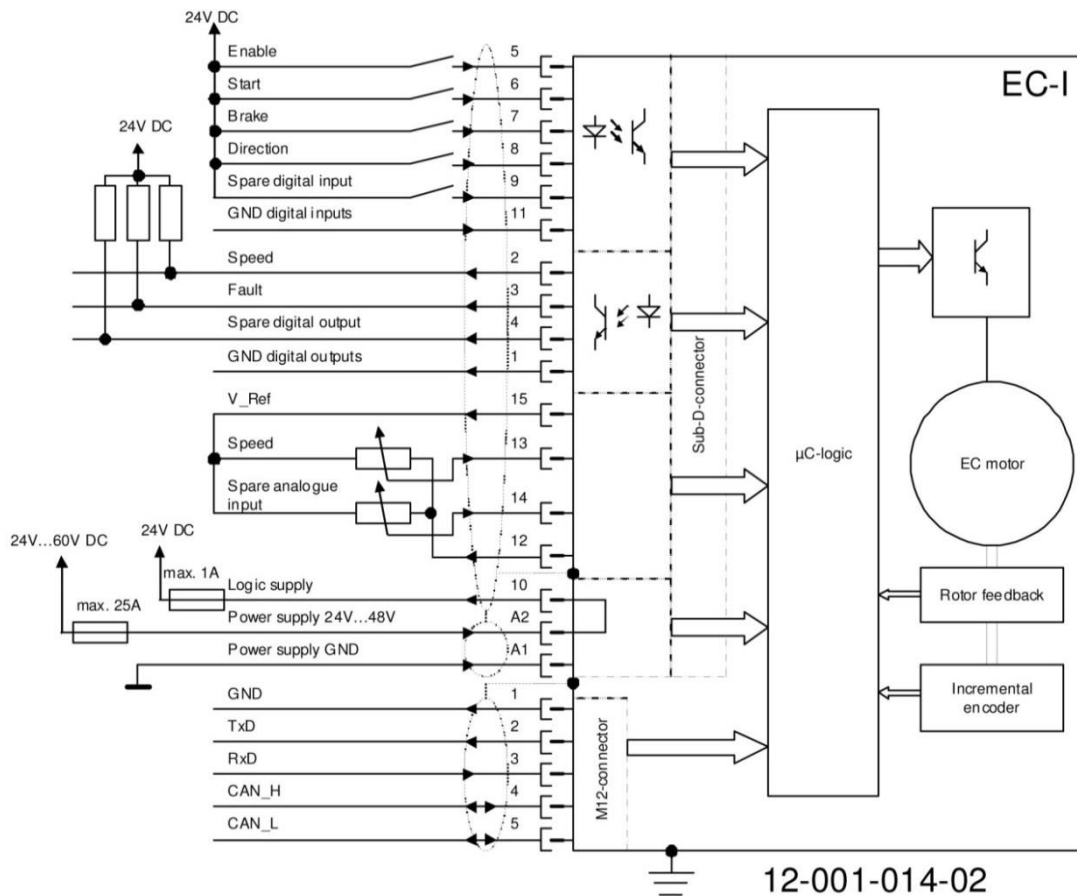 24V DC
Enable
5
EC-I
Start
6
24V DC
Brake
7
Direction
8
Spare digital input
9
GND digital inputs
11
Speed
2
Fault
3
Spare digital output
4
GND digital outputs
1
V_Ref
15
Speed
13
Spare analogue
input
14
12
Sub-D-connector
µC-logic
EC motor
24V...60V DC
24V DC
max. 1A
max. 25A
Logic supply
10
Power supply 24V...48V
A2
Power supply GND
A1
Rotor feedback
Incremental
encoder
GND
1
TxD
2
RxD
3
CAN_H
4
CAN_L
5
M12-connector
12-001-014-02